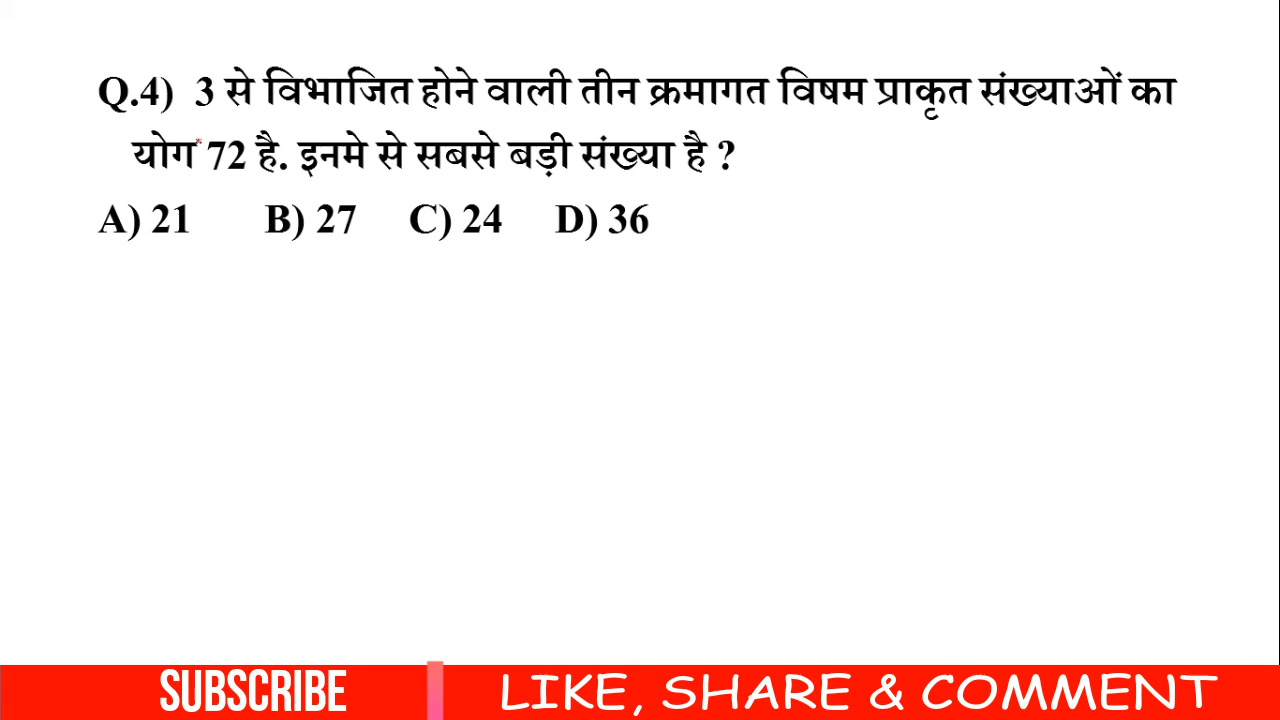 Q.4) 3 से विभाजित होने वाली तीन क्रमागत विषम प्राकृत संख्याओं का
योग 72 है. इनमे से सबसे बड़ी संख्या है ?
A) 21 B) 27 C) 24 D) 36
SUBSCRIBE LIKE, SHARE & COMMENT